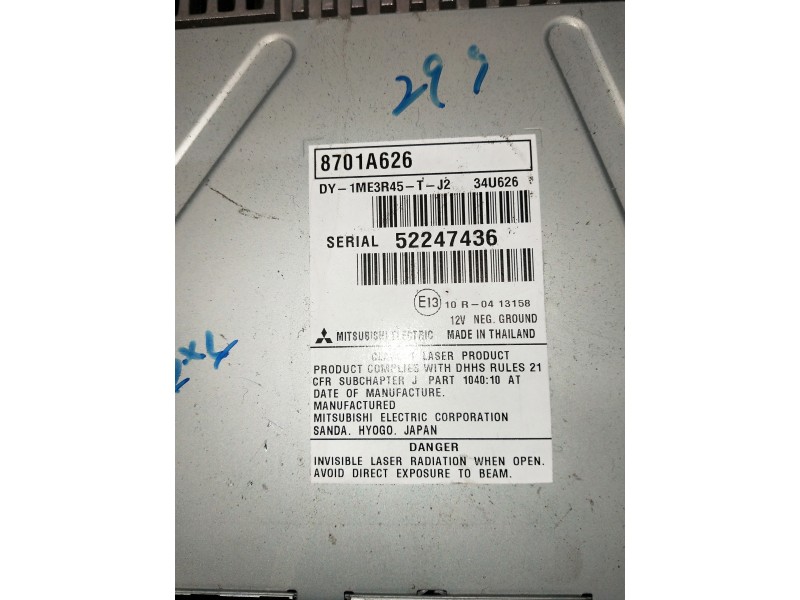 299
8701A626
DY-1ME3R45-T-J2 34U626
SERIAL 52247436
E13 10 R-04 13158
12V NEG. GROUND
MITSUBISHI ELECTRIC MADE IN THAILAND
LASER PRODUCT
PRODUCT COMPLIES WITH DHHS RULES 21
CFR SUBCHAPTER J PART 1040:10 AT
DATE OF MANUFACTURE.
MANUFACTURED
MITSUBISHI ELECTRIC CORPORATION
SANDA. HYOGO. JAPAN
DANGER
INVISIBLE LASER RADIATION WHEN OPEN.
AVOID DIRECT EXPOSURE TO BEAM.